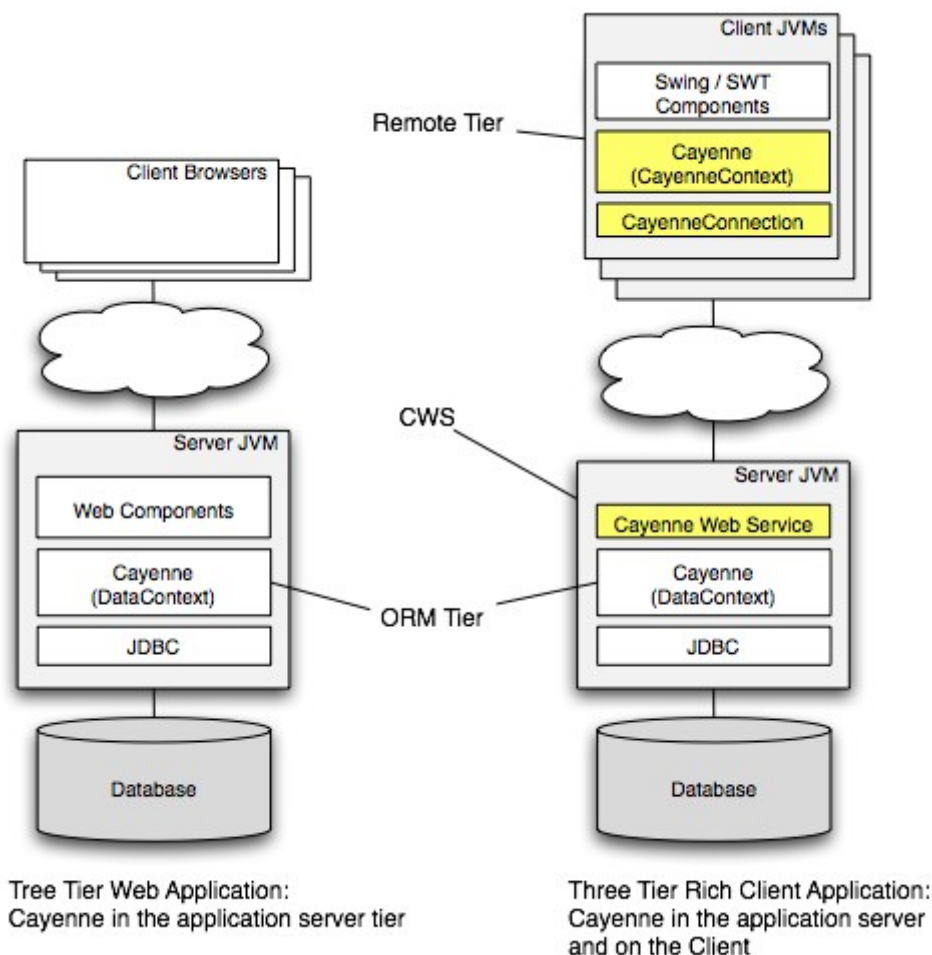 Client JVMs
Swing / SWT
Components
Remote Tier
Cayenne
(CayenneContext)
Client Browsers
CayenneConnection
CWS
Server JVM
Server JVM
Web Components
Cayenne Web Service
Cayenne
(DataContext)
Cayenne
(DataContext)
ORM Tier
JDBC
JDBC
Database
Database
Tree Tier Web Application:
Cayenne in the application server tier
Three Tier Rich Client Application:
Cayenne in the application server
and on the Client